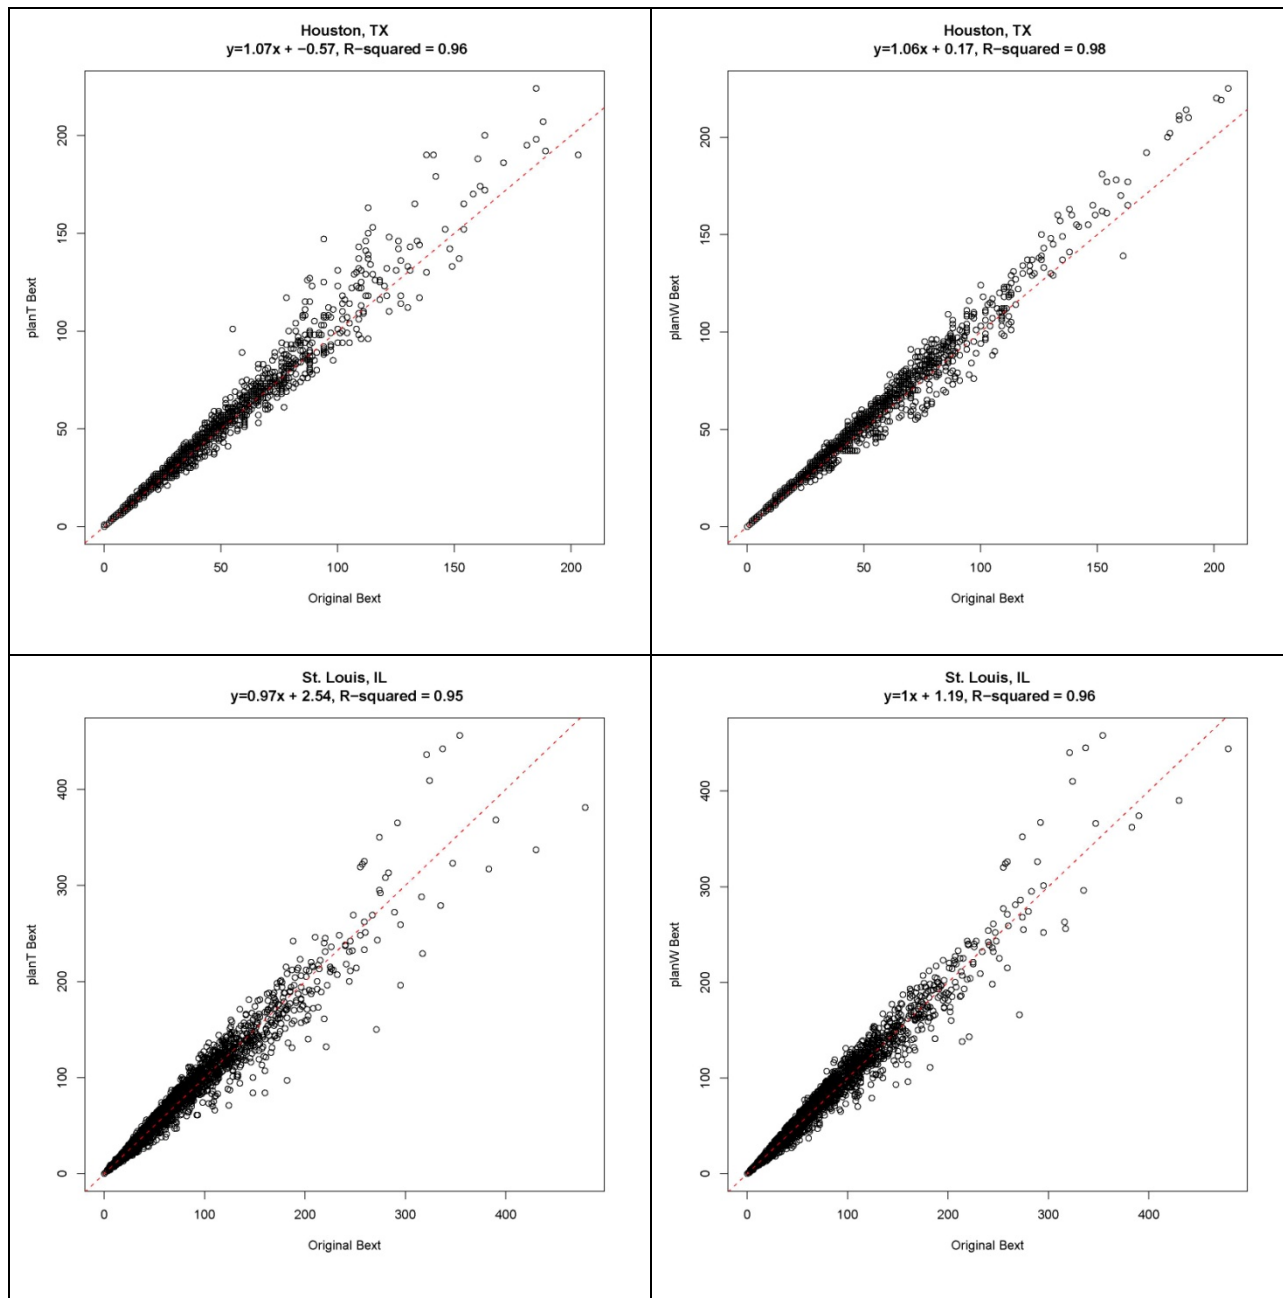 Houston, TX
y=1.07x + −0.57, R−squared = 0.96
planT Bext
200
150
100
50
0
0 50 100 150 200
Original Bext
Houston, TX
y=1.06x + 0.17, R−squared = 0.98
planW Bext
200
150
100
50
0
0 50 100 150 200
Original Bext
St. Louis, IL
y=0.97x + 2.54, R−squared = 0.95
planT Bext
400
300
200
100
0
0 100 200 300 400
Original Bext
St. Louis, IL
y=1x + 1.19, R−squared = 0.96
planW Bext
400
300
200
100
0
0 100 200 300 400
Original Bext